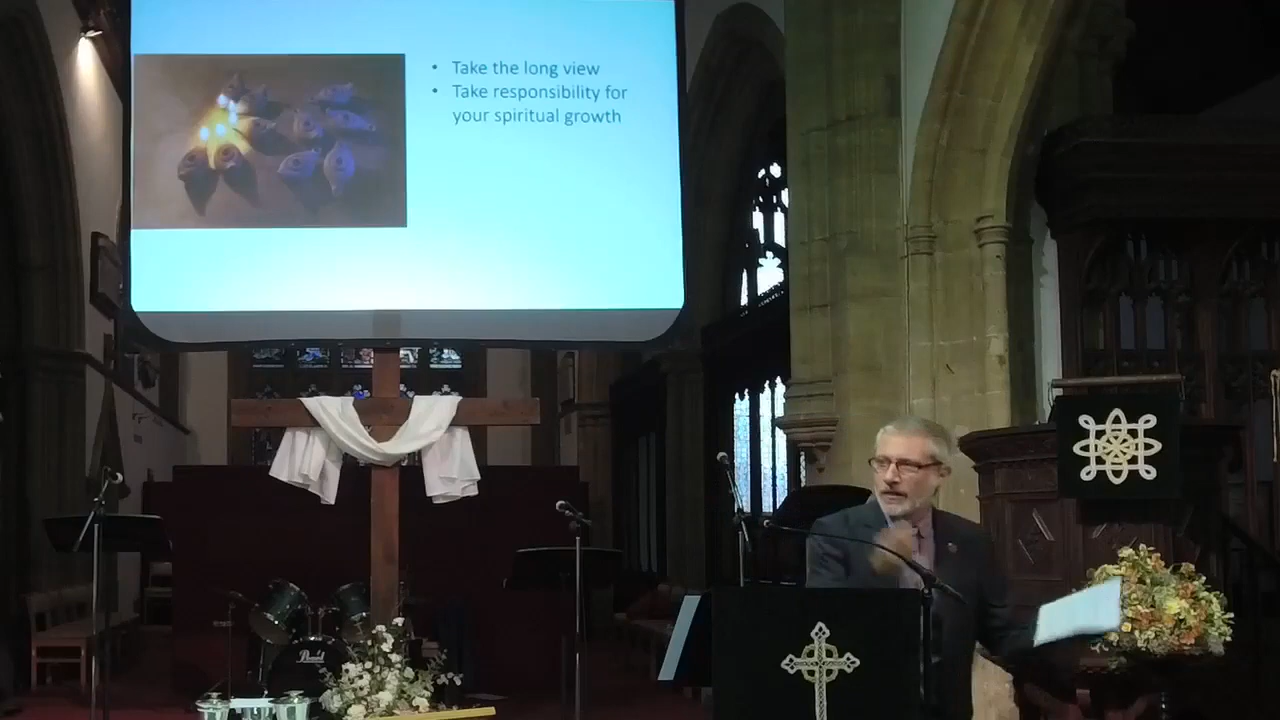 • Take the long view
• Take responsibility for
your spiritual growth
Pearl